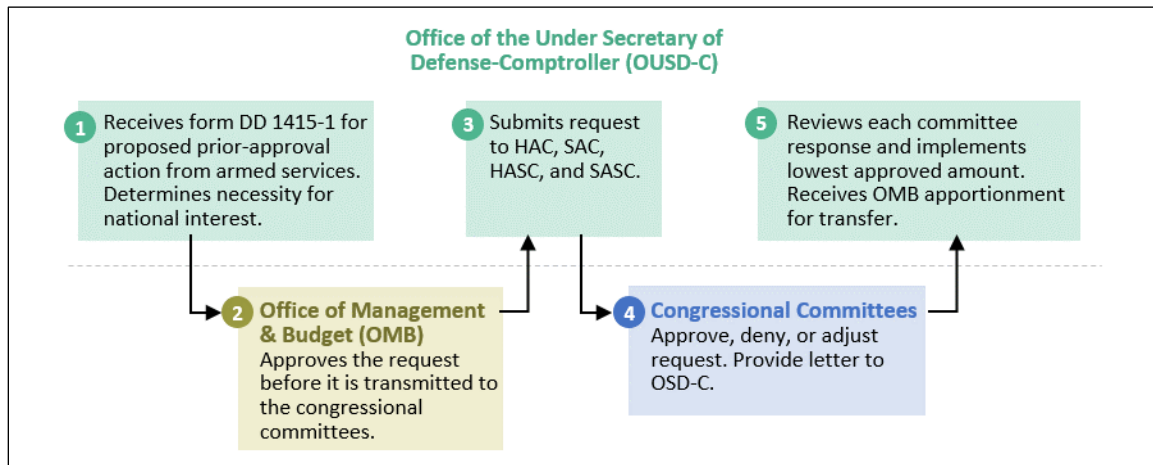 Office of the Under Secretary of
Defense-Comptroller (OUSD-C)
1
Receives form DD 1415-1 for
proposed prior-approval
action from armed services.
Determines necessity for
national interest.
2
Office of Management
& Budget (OMB)
Approves the request
before it is transmitted to
the congressional
committees.
3
Submits request
to HAC, SAC,
HASC, and SASC.
4
Congressional Committees
Approve, deny, or adjust
request. Provide letter to
OSD-C.
5
Reviews each committee
response and implements
lowest approved amount.
Receives OMB apportionment
for transfer.